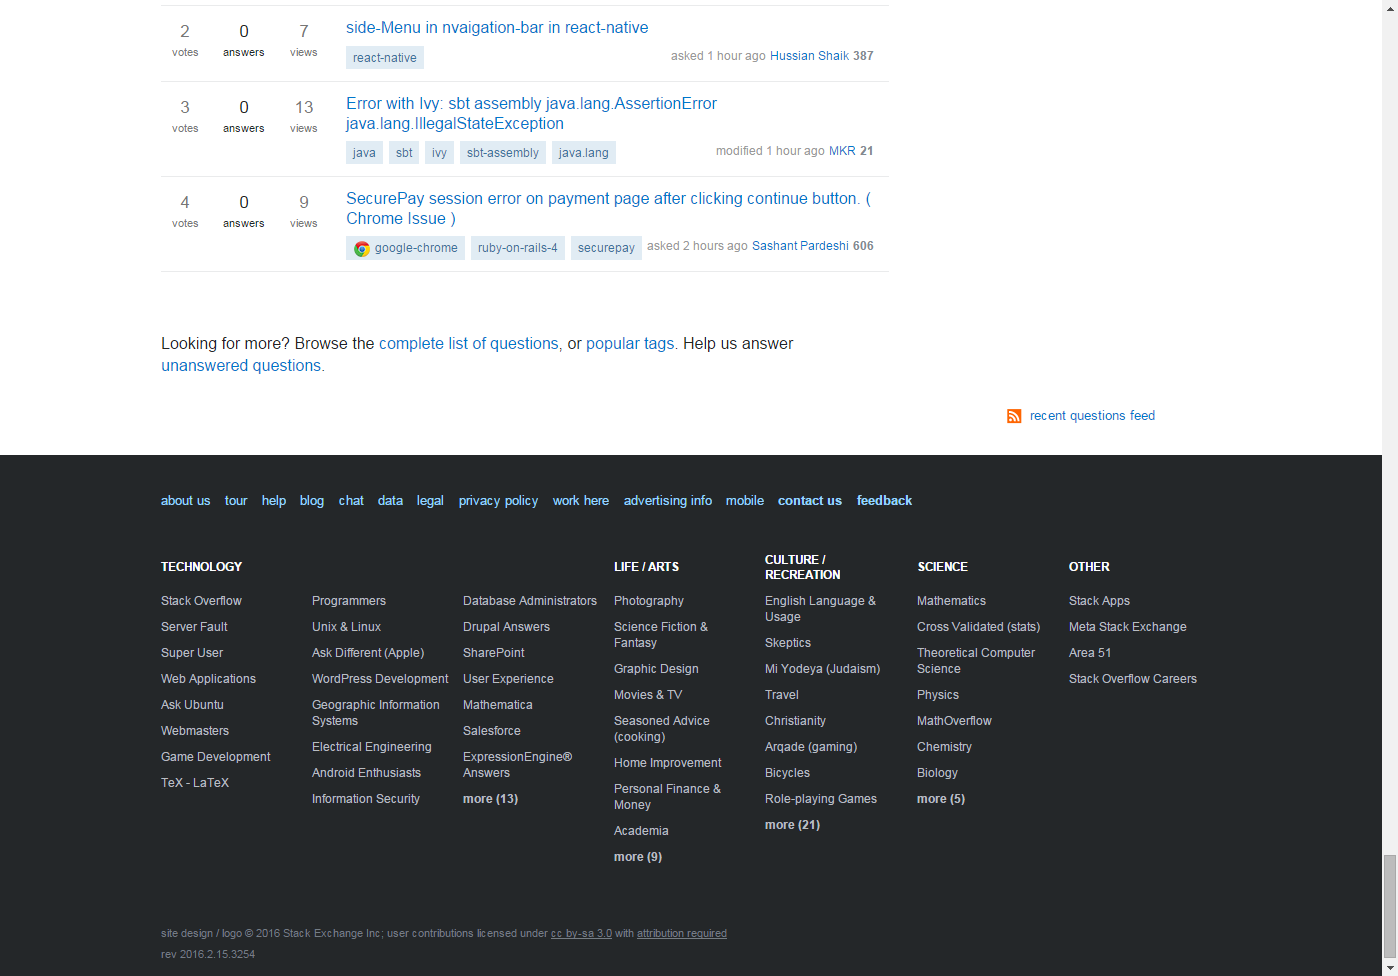 2 0 7 side-Menu in nvaigation-bar in react-native
votes answers views
react-native asked 1 hour ago Hussian Shaik 387
3 0 13 Error with Ivy: sbt assembly java.lang.AssertionError
votes answers views java.lang.IllegalStateException
java sbt ivy sbt-assembly java.lang modified 1 hour ago MKR 21
4 0 9 SecurePay session error on payment page after clicking continue button. (
votes answers views Chrome Issue )
google-chrome ruby-on-rails-4 securepay asked 2 hours ago Sashant Pardeshi 606
Looking for more? Browse the complete list of questions, or popular tags. Help us answer
unanswered questions.
recent questions feed
about us tour help blog chat data legal privacy policy work here advertising info mobile contact us feedback
TECHNOLOGY
Stack Overflow
Server Fault
Super User
Web Applications
Ask Ubuntu
Webmasters
Game Development
TeX - LaTeX
Programmers
Unix & Linux
Ask Different (Apple)
WordPress Development
Geographic Information
Systems
Electrical Engineering
Android Enthusiasts
Information Security
Database Administrators
Drupal Answers
SharePoint
User Experience
Mathematica
Salesforce
ExpressionEngine®
Answers
more (13)
LIFE / ARTS
Photography
Science Fiction &
Fantasy
Graphic Design
Movies & TV
Seasoned Advice
(cooking)
Home Improvement
Personal Finance &
Money
Academia
more (9)
CULTURE /
RECREATION
English Language &
Usage
Skeptics
Mi Yodeya (Judaism)
Travel
Christianity
Arqade (gaming)
Bicycles
Role-playing Games
more (21)
SCIENCE
Mathematics
Cross Validated (stats)
Theoretical Computer
Science
Physics
MathOverflow
Chemistry
Biology
more (5)
OTHER
Stack Apps
Meta Stack Exchange
Area 51
Stack Overflow Careers
site design / logo © 2016 Stack Exchange Inc; user contributions licensed under cc by-sa 3.0 with attribution required
rev 2016.2.15.3254